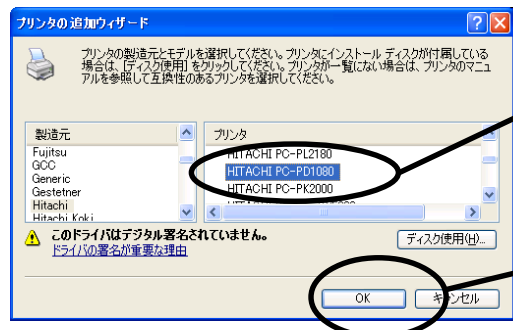 プリンタの追加ウィザード
プリンタの製造元とモデルを選択してください。プリンタにインストール ディスクが付属している
場合は、[ディスク使用] をクリックしてください。プリンタが一覧にない場合は、プリンタのマニュ
アルを参照して互換性のあるプリンタを選択してください。
製造元
Fujitsu
GCC
Generic
Gestetner
Hitachi
Hitachi Koki
プリンタ
HITACHI PC-PL2180
HITACHI PC-PD1080
HITACHI PC-PK2000
このドライバはデジタル署名されていません。
ドライバの署名が重要な理由
ディスク使用(H)...
OK
キャンセル